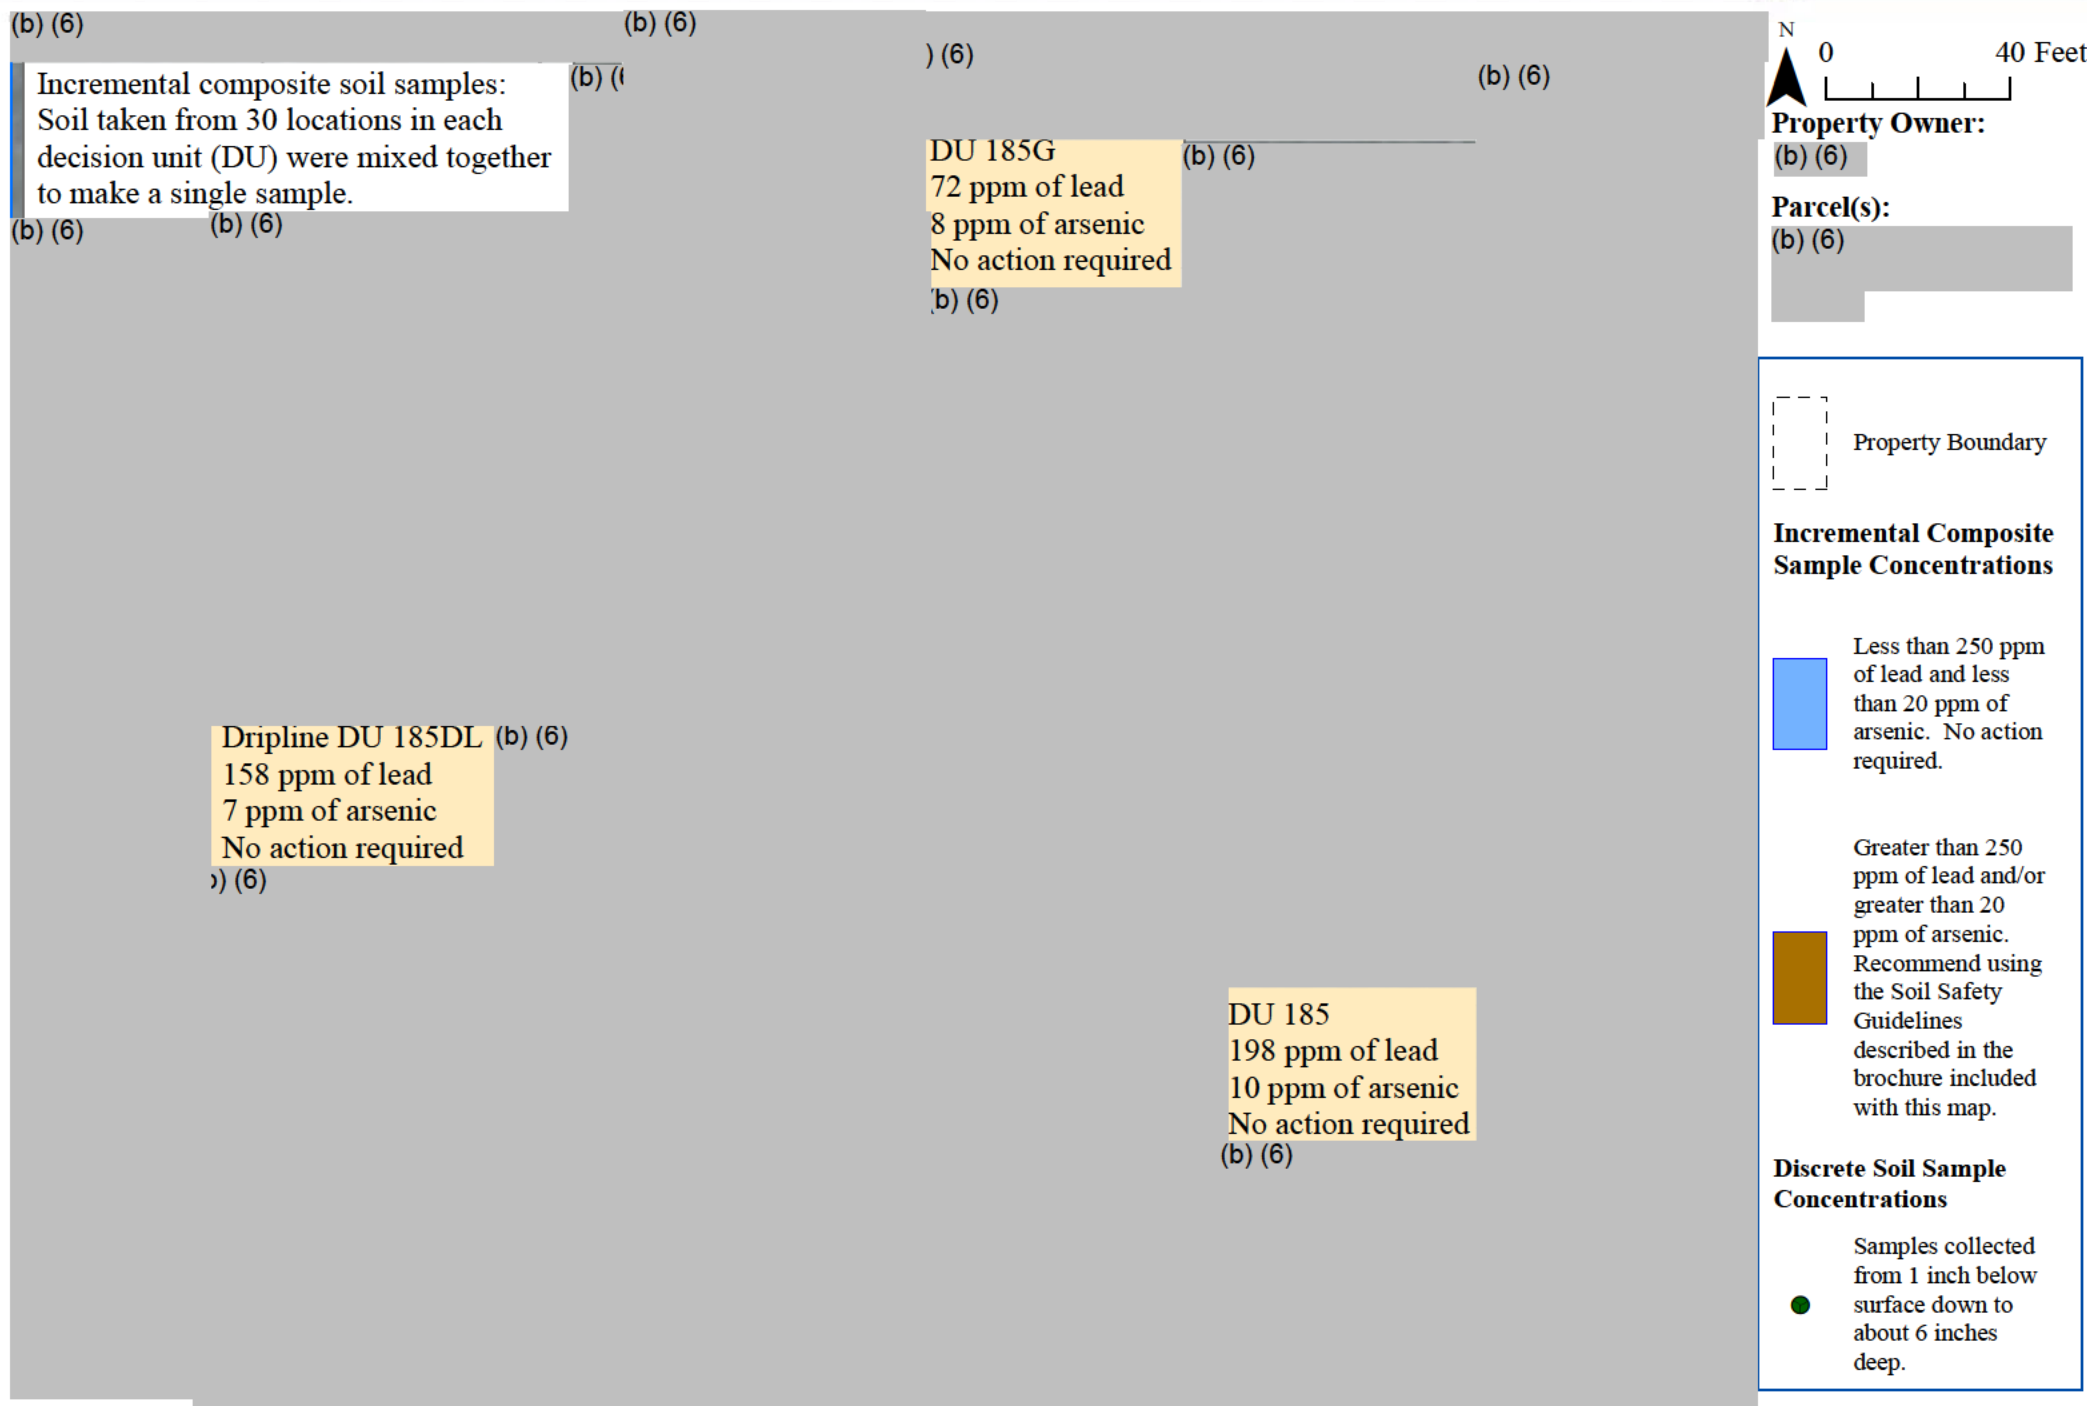 (b) (6)
(b) (6)
) (6)
(b) (6)
(b) (6)
Incremental composite soil samples:
Soil taken from 30 locations in each
decision unit (DU) were mixed together
to make a single sample.
(b) (6)
(b) (6)
DU 185G
72 ppm of lead
8 ppm of arsenic
No action required
(b) (6)
(b) (6)
Dripline DU 185DL
158 ppm of lead
7 ppm of arsenic
No action required
(b) (6)
) (6)
DU 185
198 ppm of lead
10 ppm of arsenic
No action required
(b) (6)
N
0 40 Feet
Property Owner:
(b) (6)
Parcel(s):
(b) (6)
Property Boundary
Incremental Composite
Sample Concentrations
Less than 250 ppm
of lead and less
than 20 ppm of
arsenic. No action
required.
Greater than 250
ppm of lead and/or
greater than 20
ppm of arsenic.
Recommend using
the Soil Safety
Guidelines
described in the
brochure included
with this map.
Discrete Soil Sample
Concentrations
Samples collected
from 1 inch below
surface down to
about 6 inches
deep.